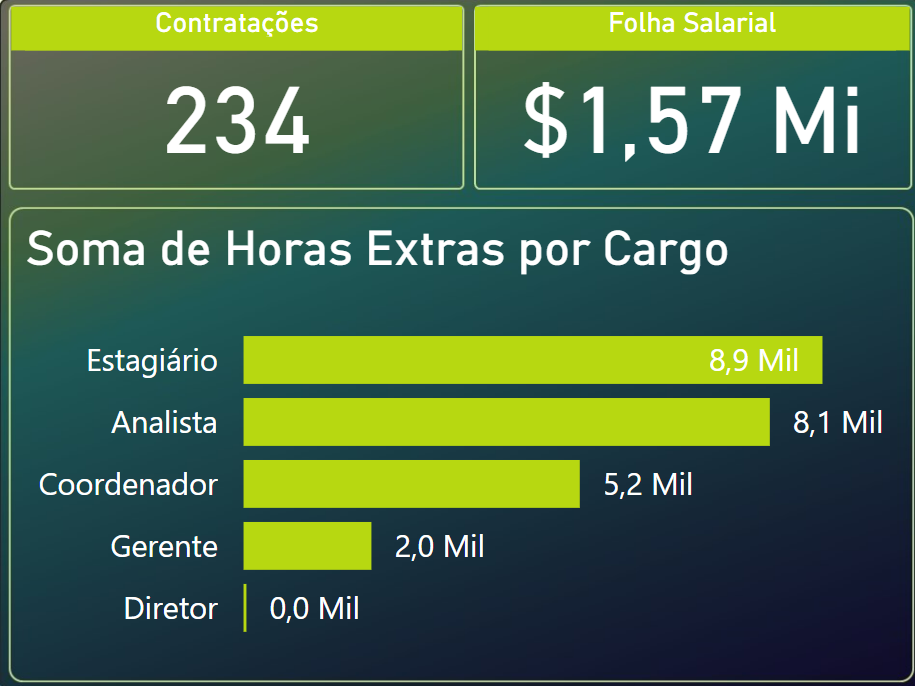 Contratações
Folha Salarial
234
$1,57 Mi
Soma de Horas Extras por Cargo
Estagiário 8,9 Mil
Analista 8,1 Mil
Coordenador 5,2 Mil
Gerente 2,0 Mil
Diretor 0,0 Mil